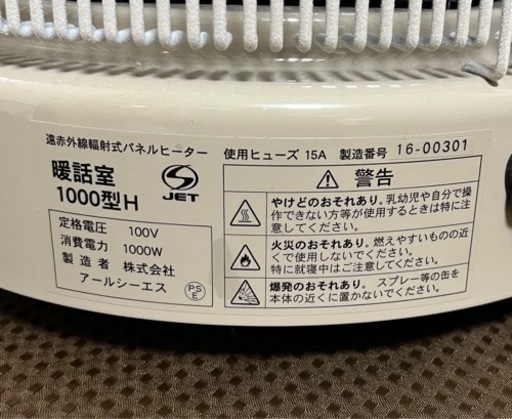 遠赤外線輻射式パネルヒーター
使用ヒューズ 15A 製造番号 16-00301
暖話室
1000型H
S
JET
定格電圧 100V
消費電力 1000W
製造者 株式会社
アールシーエス
PS
E
警告
やけどのおそれあり。乳幼児や自分で操
作できない方等が使用するときは特に注
意してください。
火災のおそれあり。燃えやすいものの近
くで使用しないでください。
特に就寝中はご注意ください。
爆発のおそれあり。スプレー等の缶を
本体の近くに置かないでください。